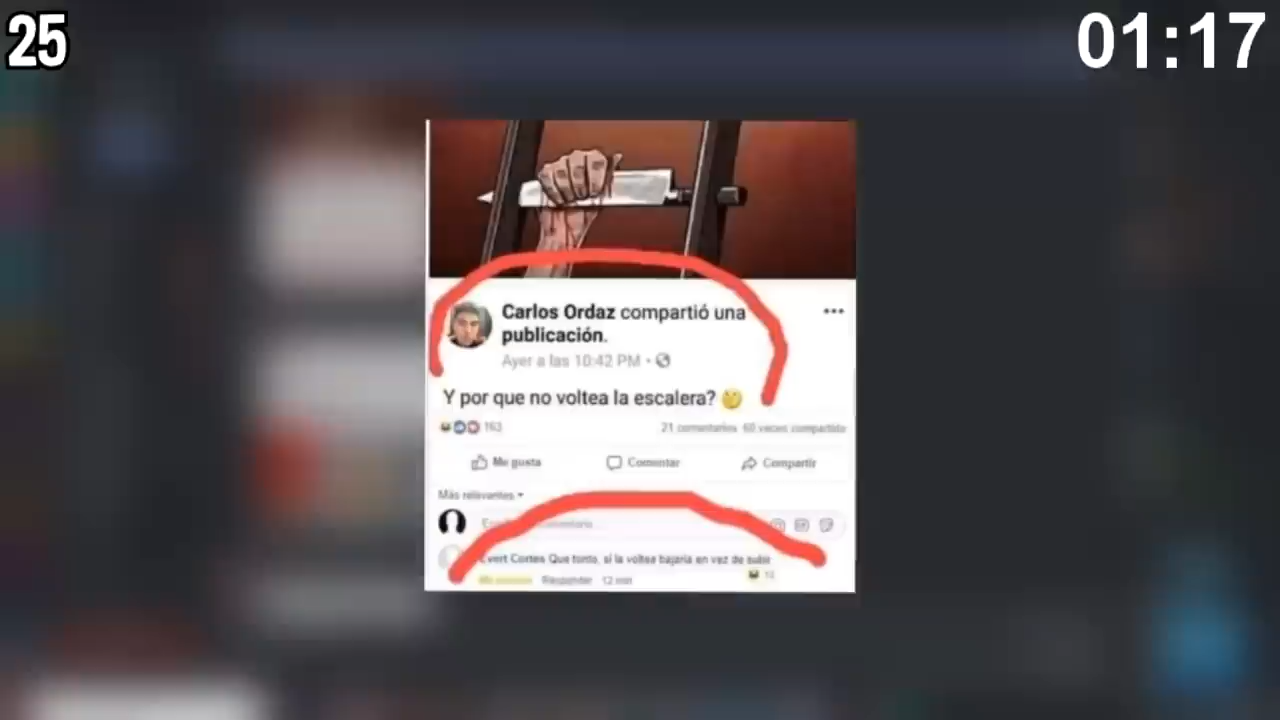 25
01:17
Carlos Ordaz compartió una
publicación.
Ayer a las 10:42 PM
Y por que no voltea la escalera?
163
21 comentarios 60 veces compartido
Me gusta
Comentar
Compartir
Más relevantes
Evert Cortes Que tonto, si la voltea bajaria en vez de subir
Responder 12 min